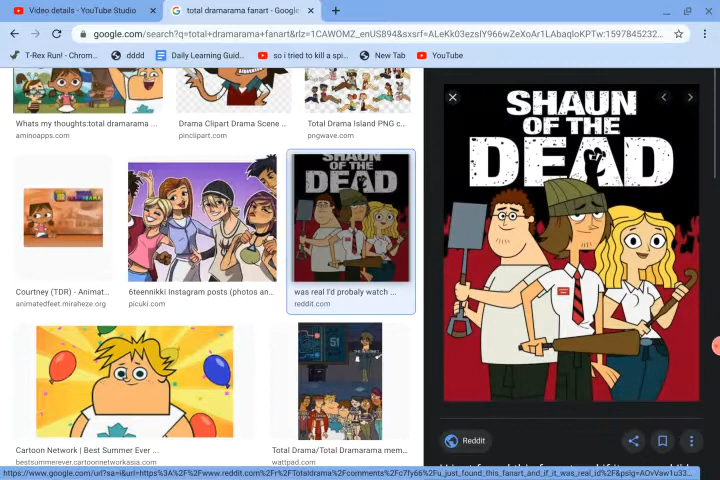 Video details - YouTube Studio
total dramarama fanart - Google
google.com/search?q=total+dramarama+fanart&rlz=1CAWOMZ_enUS894&sxsrf=ALeKk03ezsIY966wZeXoAr1LAbaqloKPTw:1597845232...
T-Rex Run! - Chrom...
dddd
Daily Learning Guid...
so i tried to kill a spi...
New Tab
YouTube
Whats my thoughts:total dramarama ...
aminoapps.com
Drama Clipart Drama Scene ...
pinclipart.com
Total Drama Island PNG c...
pngwave.com
SHAUN
OF THE
DEAD
Courtney (TDR) - Animat...
animatedfeet.miraheze.org
6teennikki Instagram posts (photos an...
picuki.com
was real I'd probaly watch ...
reddit.com
51
Cartoon Network | Best Summer Ever ...
bestsummerever.cartoonnetworkasia.com
Total Drama/Total Dramarama mem...
wattpad.com
SHAUN
OF THE
DEAD
Reddit
https://www.google.com/url?sa=i&url=https%3A%2F%2Fwww.reddit.com%2Fr%2FTotaldrama%2Fcomments%2Fc7fy66%2Fu_just_found_this_fanart_and_if_it_was_real_id%2F&psig=AOvVaw1u33...